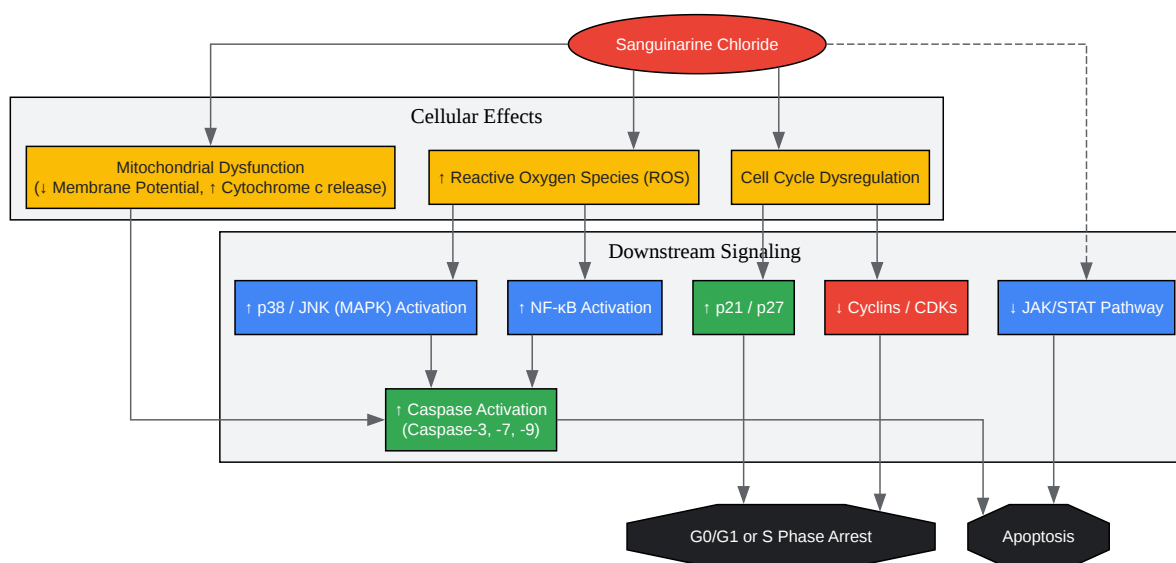 Sanguinarine Chloride
Cellular Effects
Mitochondrial Dysfunction
(↓ Membrane Potential, ↑ Cytochrome c release)
↑ Reactive Oxygen Species (ROS)
Cell Cycle Dysregulation
Downstream Signaling
↑ p38 / JNK (MAPK) Activation
↑ NF-κB Activation
↑ p21 / p27
↓ Cyclins / CDKs
↓ JAK/STAT Pathway
↑ Caspase Activation
(Caspase-3, -7, -9)
G0/G1 or S Phase Arrest
Apoptosis